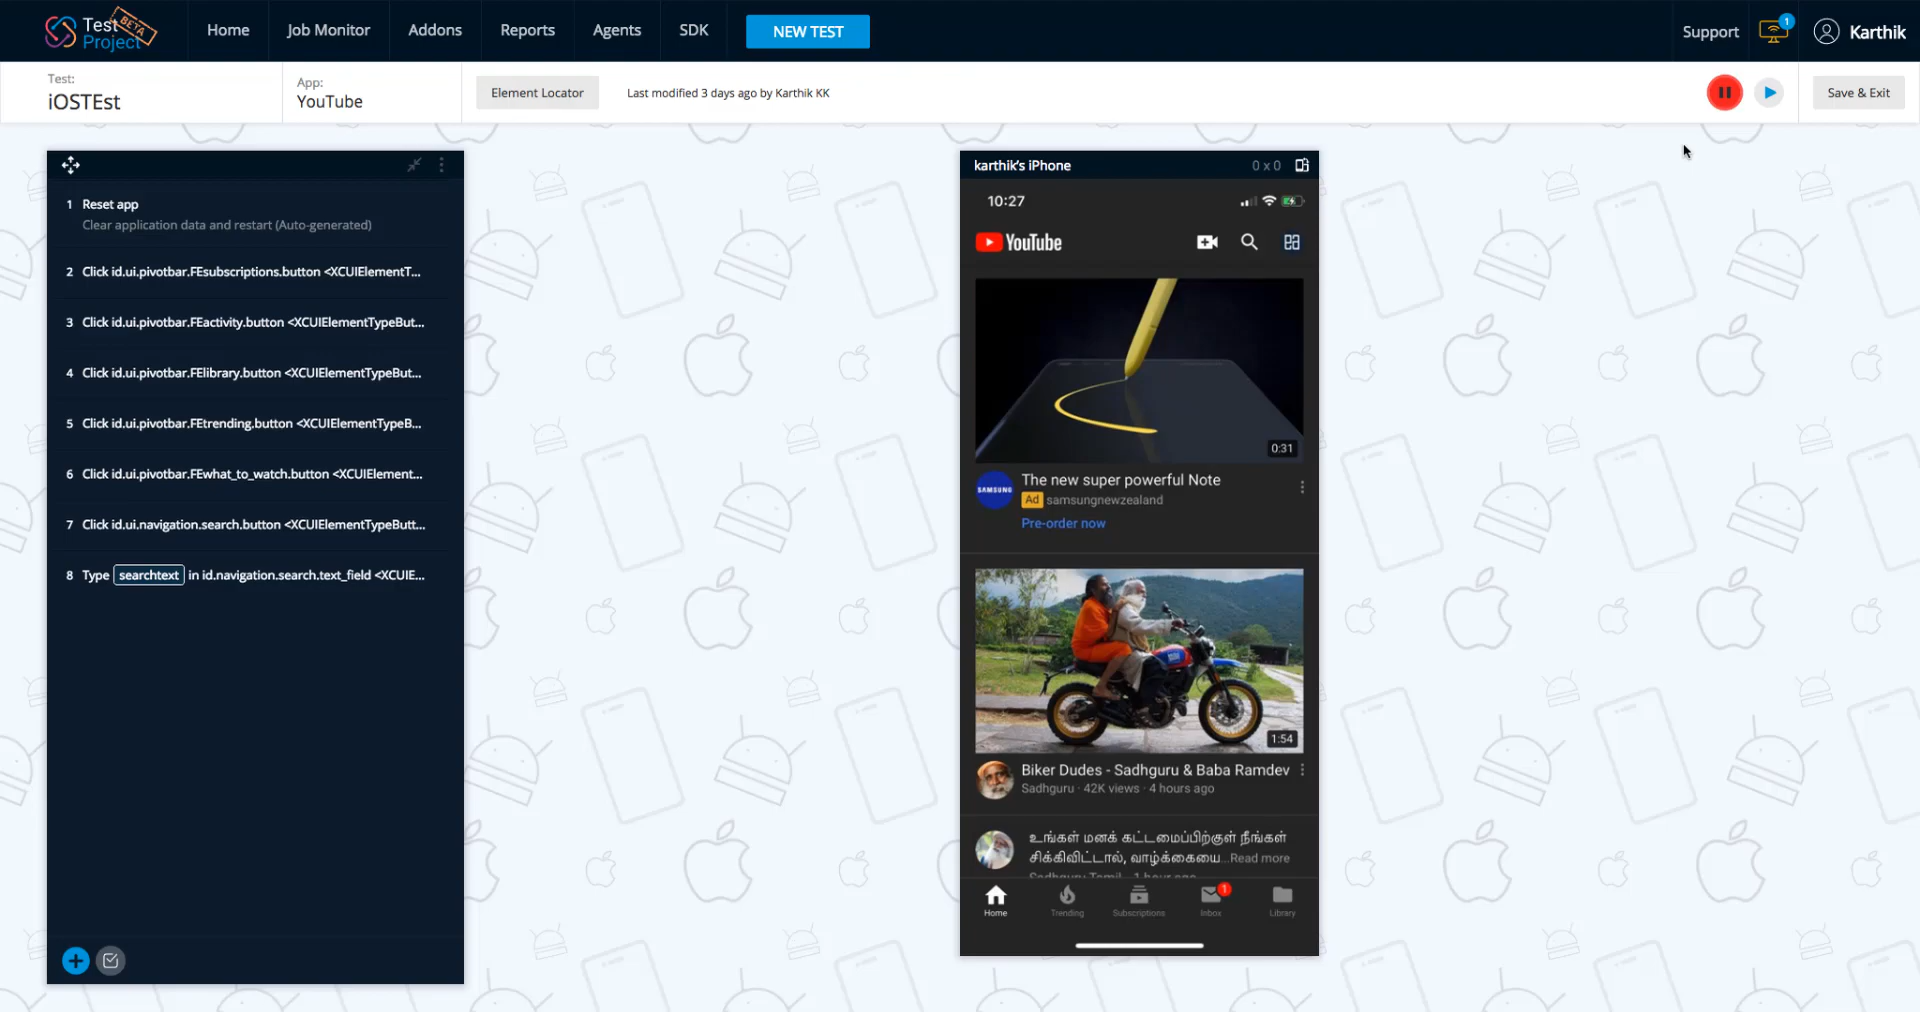 Test
Project
BETA
Home
Job Monitor
Addons
Reports
Agents
SDK
NEW TEST
Support
1
Karthik
Test:
iOSTEst
App:
YouTube
Element Locator
Last modified 3 days ago by Karthik KK
Save & Exit
1 Reset app
Clear application data and restart (Auto-generated)
2 Click id.ui.pivotbar.FEsubscriptions.button <XCUIElementT...
3 Click id.ui.pivotbar.FEactivity.button <XCUIElementTypeBut...
4 Click id.ui.pivotbar.FElibrary.button <XCUIElementTypeBut...
5 Click id.ui.pivotbar.FEtrending.button <XCUIElementTypeB...
6 Click id.ui.pivotbar.FEwhat_to_watch.button <XCUIElement...
7 Click id.ui.navigation.search.button <XCUIElementTypeButt...
8 Type searchtext in id.navigation.search.text_field <XCUIE...
karthik's iPhone
0 x 0
10:27
YouTube
0:31
SAMSUNG
The new super powerful Note
Ad samsungnewzealand
Pre-order now
1:54
Biker Dudes - Sadhguru & Baba Ramdev
Sadhguru · 42K views · 4 hours ago
உங்கள் மனக் கட்டமைப்பிற்குள் நீங்கள்
சிக்கிவிட்டால், வாழ்க்கையை...Read more
Sadhguru Tamil · 1 hour ago
1
Home
Trending
Subscriptions
Inbox
Library